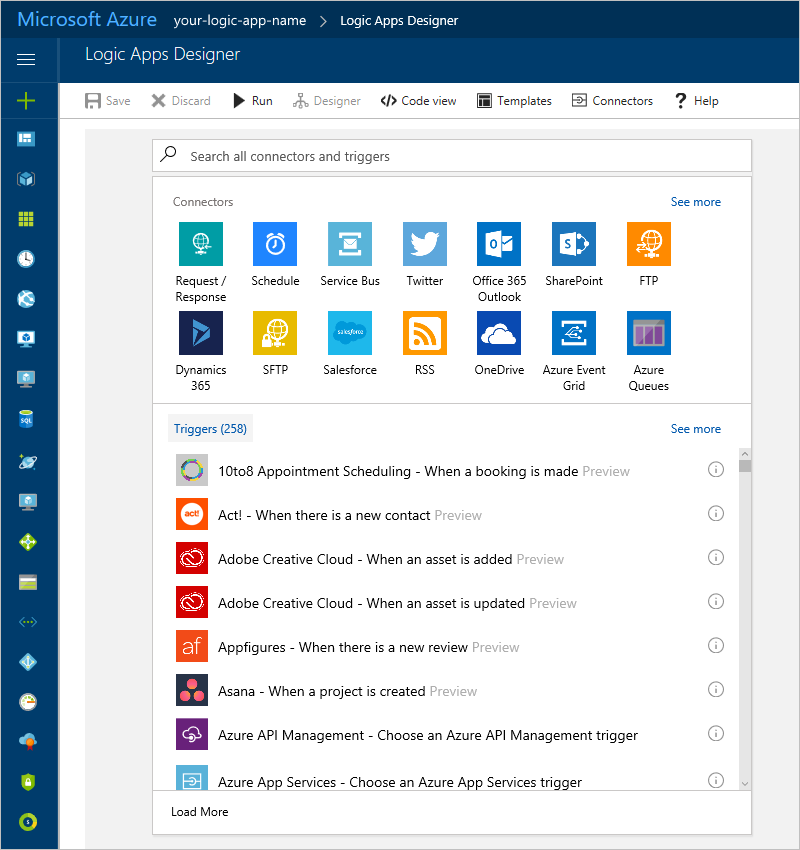 Microsoft Azure your-logic-app-name > Logic Apps Designer
Logic Apps Designer
Save Discard Run Designer Code view Templates Connectors Help
Search all connectors and triggers
Connectors See more
Request / Response
Schedule
Service Bus
Twitter
Office 365 Outlook
SharePoint
FTP
Dynamics 365
SFTP
salesforce
Salesforce
RSS
OneDrive
Azure Event Grid
Azure Queues
Triggers (258) See more
10to8 Appointment Scheduling - When a booking is made Preview
act!
Act! - When there is a new contact Preview
Adobe Creative Cloud - When an asset is added Preview
Adobe Creative Cloud - When an asset is updated Preview
af
Appfigures - When there is a new review Preview
Asana - When a project is created Preview
Azure API Management - Choose an Azure API Management trigger
Azure App Services - Choose an Azure App Services trigger
Load More
SQL